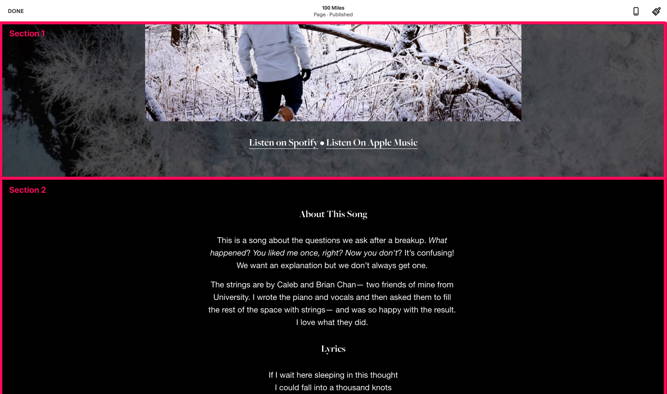 DONE
100 Miles
Page · Published
Section 1
Listen on Spotify ● Listen On Apple Music
Section 2
About This Song
This is a song about the questions we ask after a breakup. What
happened? You liked me once, right? Now you don't? It's confusing!
We want an explanation but we don't always get one.
The strings are by Caleb and Brian Chan— two friends of mine from
University. I wrote the piano and vocals and then asked them to fill
the rest of the space with strings— and was so happy with the result.
I love what they did.
Lyrics
If I wait here sleeping in this thought
I could fall into a thousand knots